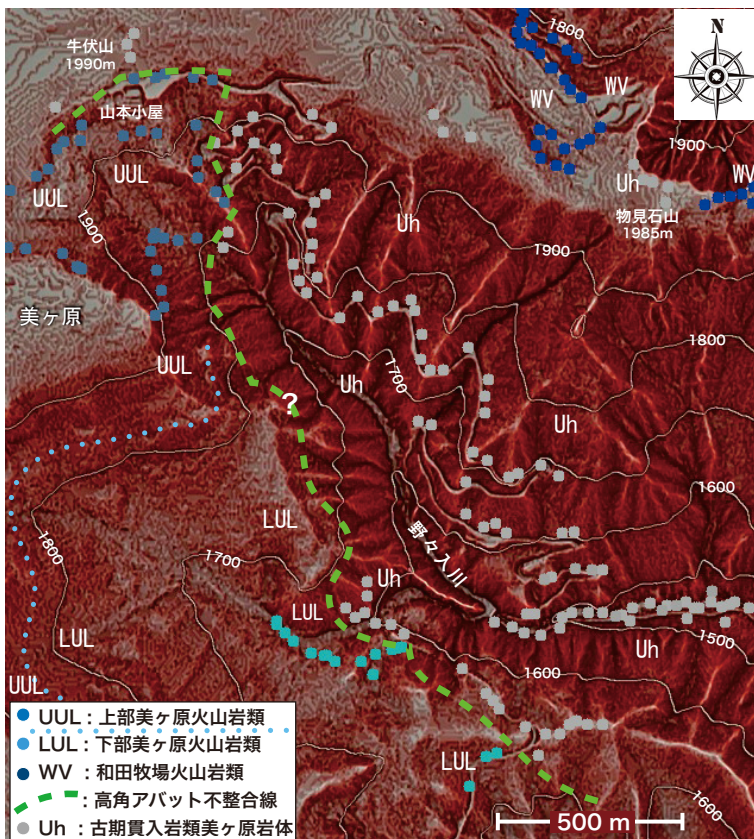 牛伏山
1990m
山本小屋
N
1800
WV
WV
1900
WV
Uh
物見石山
1985m
UUL
UUL
1900
Uh
1900
美ヶ原
UUL
1800
1700
Uh
?
Uh
1600
LUL
野々入川
1800
1700
Uh
LUL
LUL
1500
Uh
UUL
1600
LUL
1600
UUL : 上部美ヶ原火山岩類
LUL : 下部美ヶ原火山岩類
WV : 和田牧場火山岩類
: 高角アバット不整合線
Uh : 古期貫入岩類美ヶ原岩体
500 m